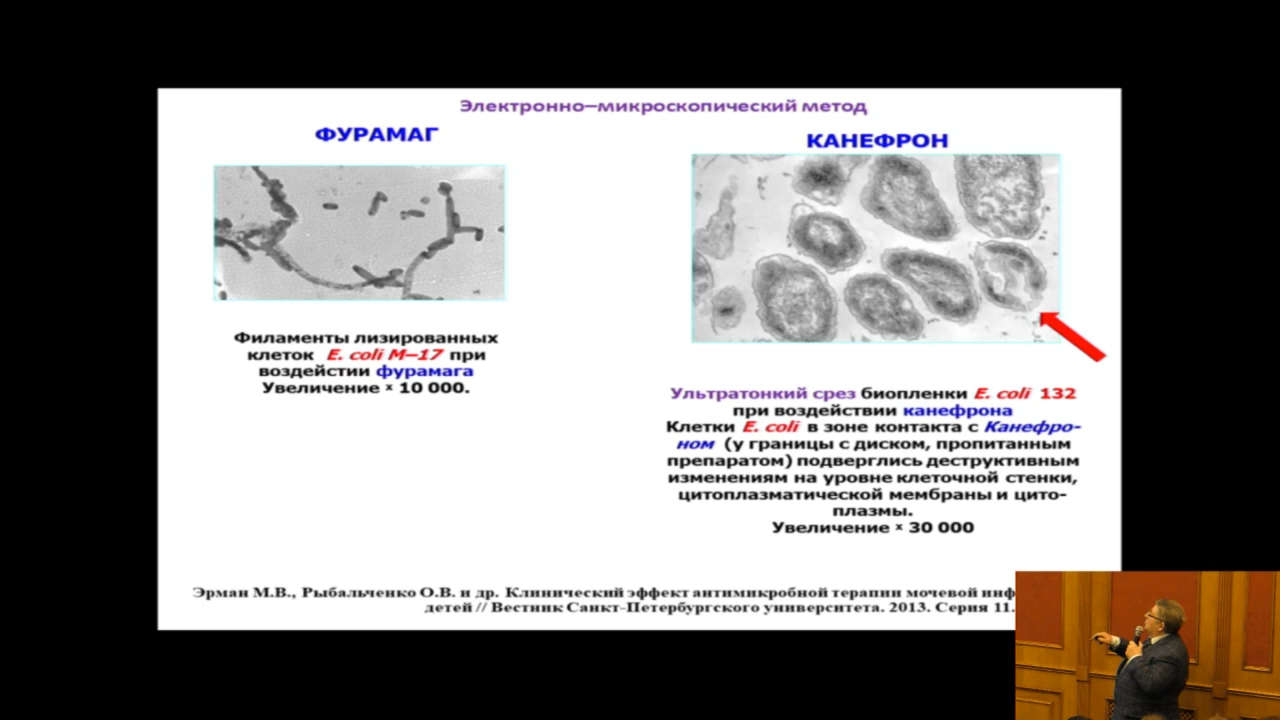 Электронно–микроскопический метод
ФУРАМАГ
Филаменты лизированных
клеток E. coli M–17 при
воздейстии фурамага
Увеличение х 10 000.
КАНЕФРОН
Ультратонкий срез биопленки E. coli 132
при воздействии канефрона
Клетки E. coli в зоне контакта с Канефро-
ном (у границы с диском, пропитанным
препаратом) подверглись деструктивным
изменениям на уровне клеточной стенки,
цитоплазматической мембраны и цито-
плазмы.
Увеличение х 30 000
Эрман М.В., Рыбальченко О.В. и др. Клинический эффект антимикробной терапии мочевой
детей // Вестник Санкт-Петербургского университета. 2013. Серия 11.